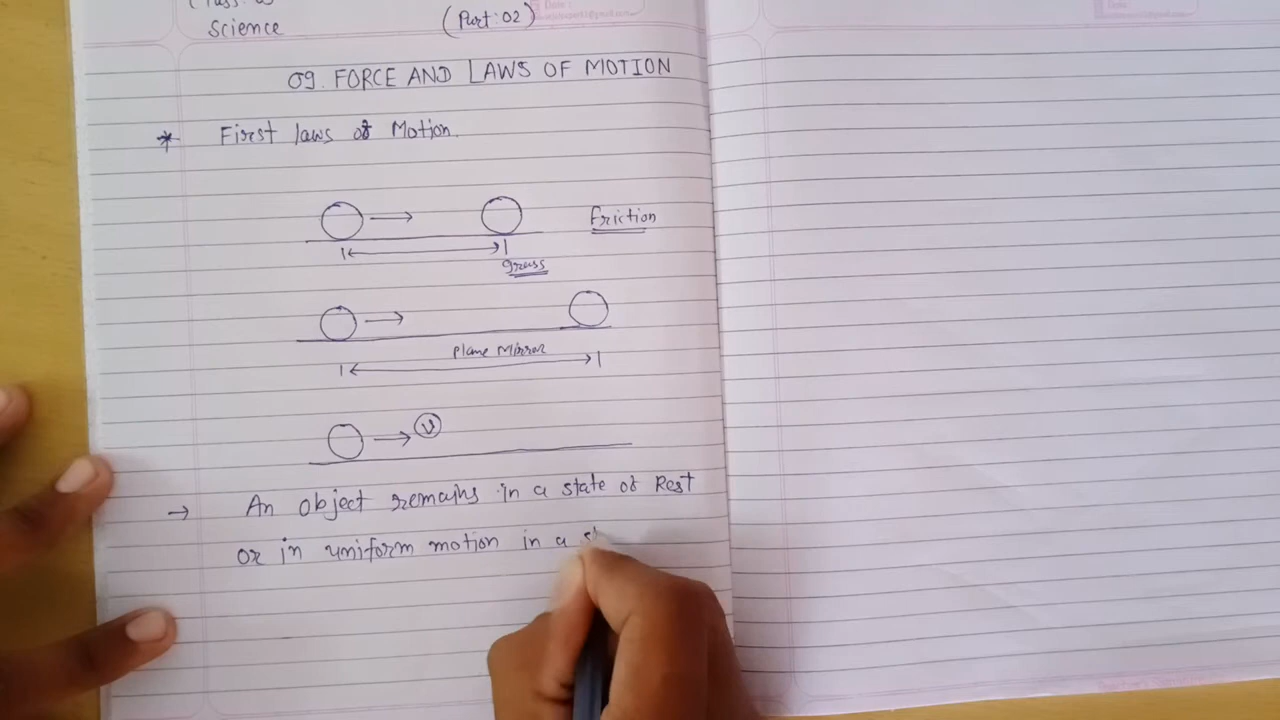 Science
(Part: 02)
09. FORCE AND LAWS OF MOTION
* First laws of Motion.
Friction
grass
Plane Mirror
v
→ An object remains in a state of Rest
or in uniform motion in a